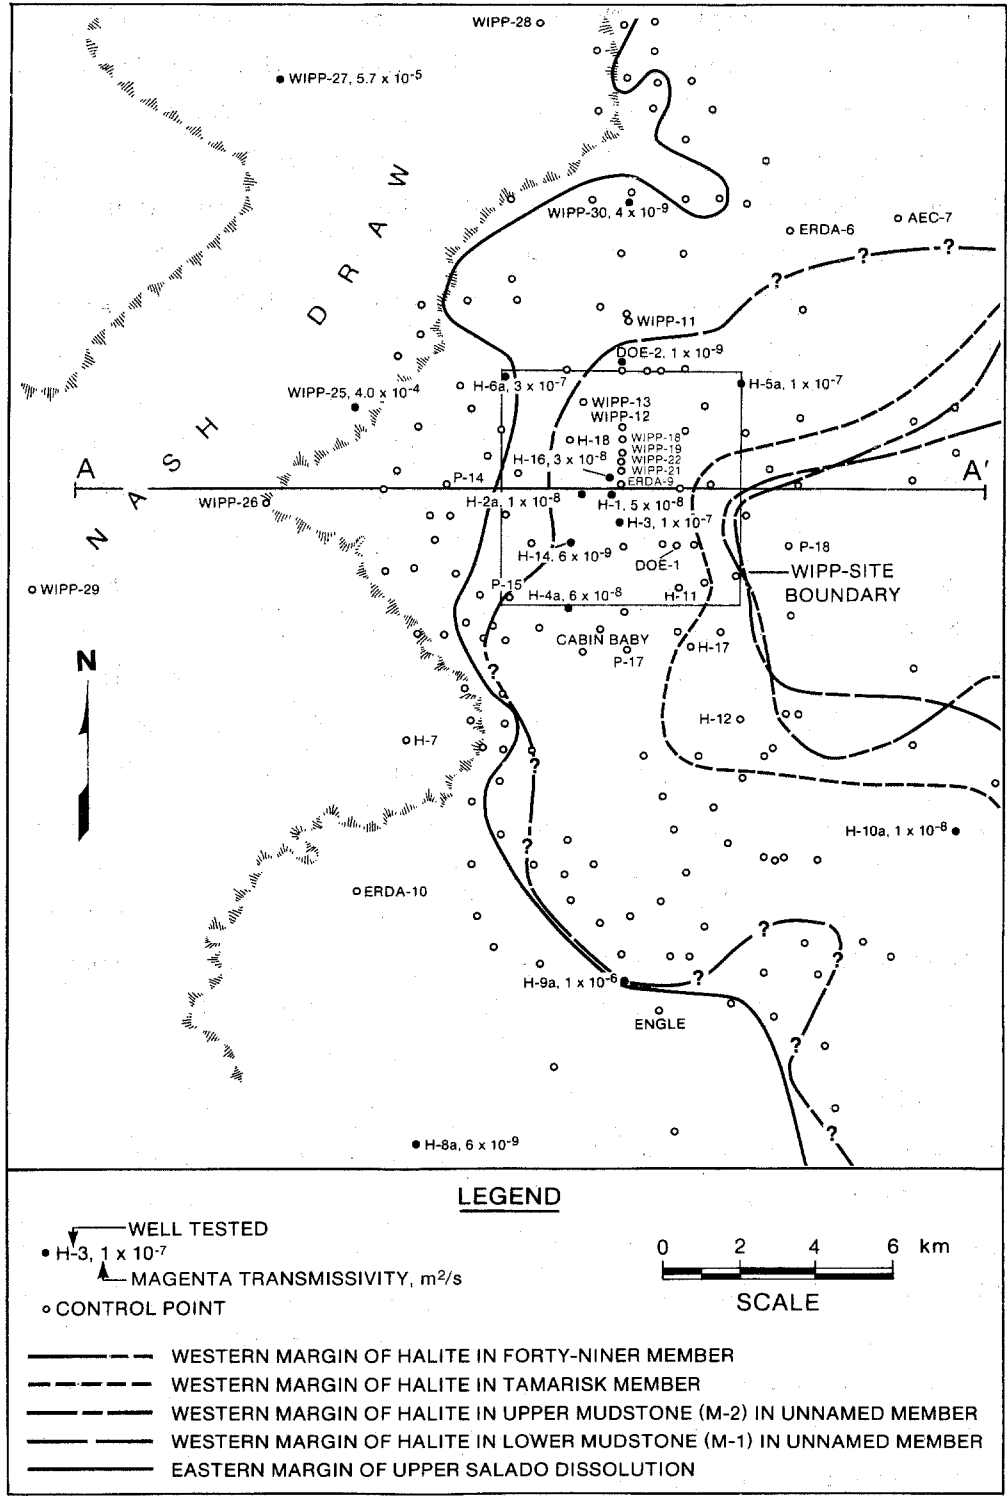 WIPP-28
WIPP-27, 5.7 x 10-5
WIPP-30, 4 x 10-9
AEC-7
ERDA-6
?
?
?
NASH DRAW
WIPP-11
DOE-2, 1 x 10-9
H-6a, 3 x 10-7
H-5a, 1 x 10-7
WIPP-25, 4.0 x 10-4
WIPP-13
WIPP-12
H-18
WIPP-18
WIPP-19
H-16, 3 x 10-8
WIPP-22
WIPP-21
A
P-14
ERDA-9
A'
WIPP-26
H-2a, 1 x 10-8
H-1, 5 x 10-8
H-3, 1 x 10-7
H-14, 6 x 10-9
DOE-1
P-18
WIPP-SITE
BOUNDARY
WIPP-29
P-15
H-4a, 6 x 10-8
H-11
CABIN BABY
P-17
H-17
N
?
H-12
H-7
?
?
H-10a, 1 x 10-8
ERDA-10
?
?
H-9a, 1 x 10-6
?
ENGLE
?
?
H-8a, 6 x 10-9
LEGEND
WELL TESTED
H-3, 1 x 10-7
MAGENTA TRANSMISSIVITY, m2/s
CONTROL POINT
0 2 4 6 km
SCALE
WESTERN MARGIN OF HALITE IN FORTY-NINER MEMBER
WESTERN MARGIN OF HALITE IN TAMARISK MEMBER
WESTERN MARGIN OF HALITE IN UPPER MUDSTONE (M-2) IN UNNAMED MEMBER
WESTERN MARGIN OF HALITE IN LOWER MUDSTONE (M-1) IN UNNAMED MEMBER
EASTERN MARGIN OF UPPER SALADO DISSOLUTION